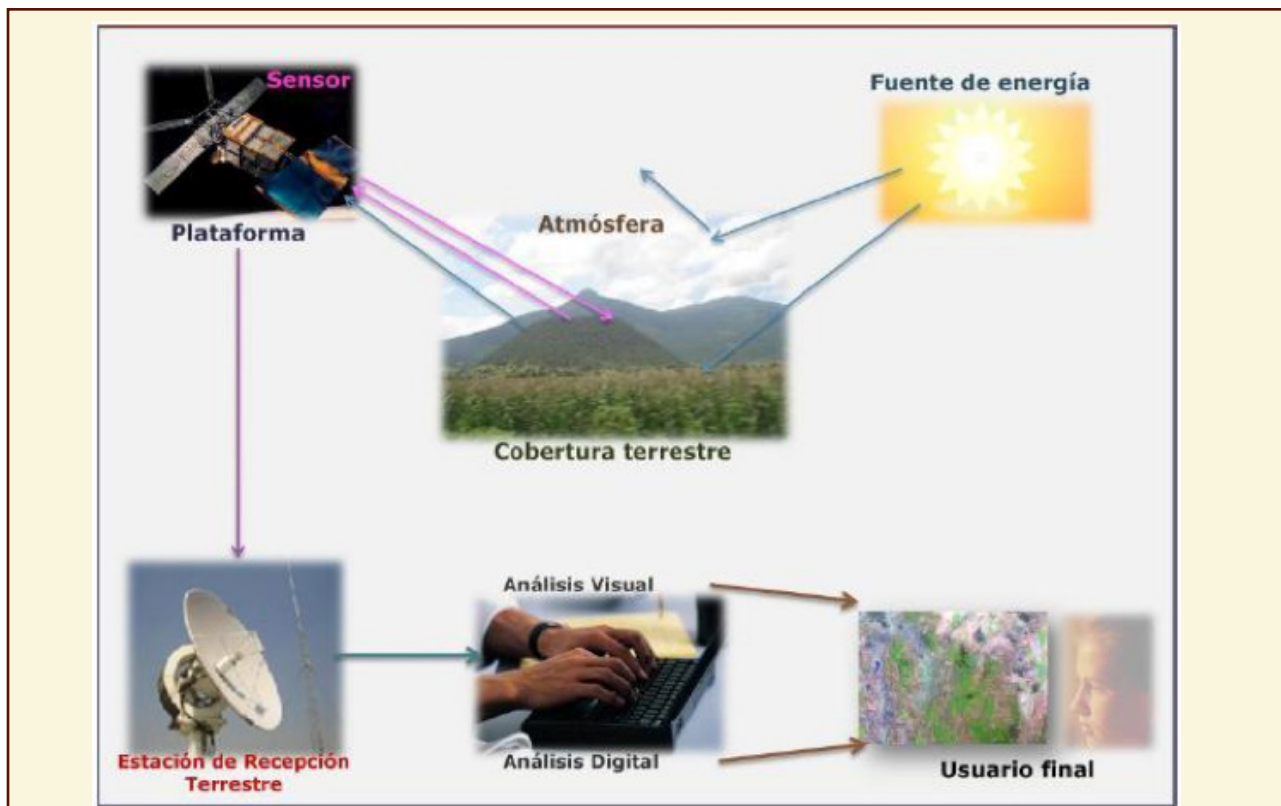 Sensor
Fuente de energía
Plataforma
Atmósfera
Cobertura terrestre
Análisis Visual
Estación de Recepción
Terrestre
Análisis Digital
Usuario final